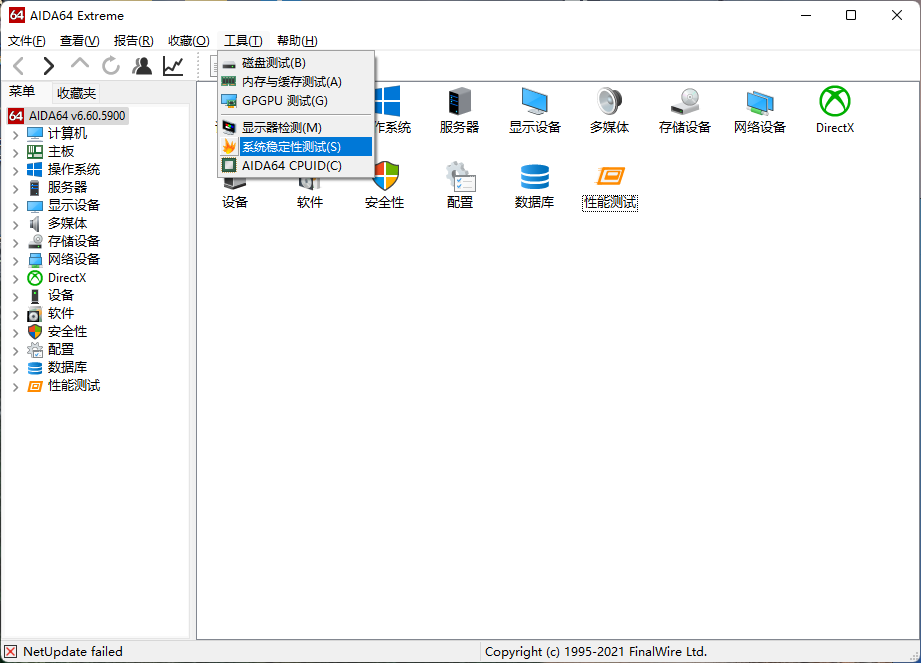 AIDA64 Extreme
文件(F) 查看(V) 报告(R) 收藏(O) 工具(T) 帮助(H)
磁盘测试(B)
内存与缓存测试(A)
GPGPU 测试(G)
显示器检测(M)
系统稳定性测试(S)
AIDA64 CPUID(C)
菜单 收藏夹
AIDA64 v6.60.5900
计算机
主板
操作系统
服务器
显示设备
多媒体
存储设备
网络设备
DirectX
设备
软件
安全性
配置
数据库
性能测试
作系统 服务器 显示设备 多媒体 存储设备 网络设备 DirectX
设备 软件 安全性 配置 数据库 性能测试
NetUpdate failed
Copyright (c) 1995-2021 FinalWire Ltd.